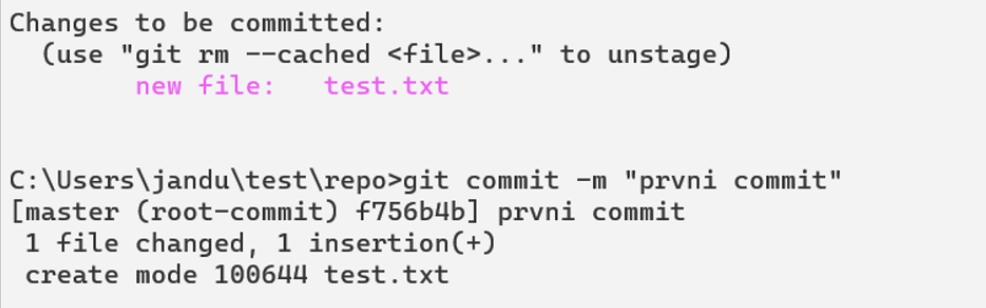 Changes to be committed:
  (use "git rm --cached <file>..." to unstage)
        new file:   test.txt
C:\Users\jandu\test\repo>git commit -m "prvni commit"
[master (root-commit) f756b4b] prvni commit
 1 file changed, 1 insertion(+)
 create mode 100644 test.txt